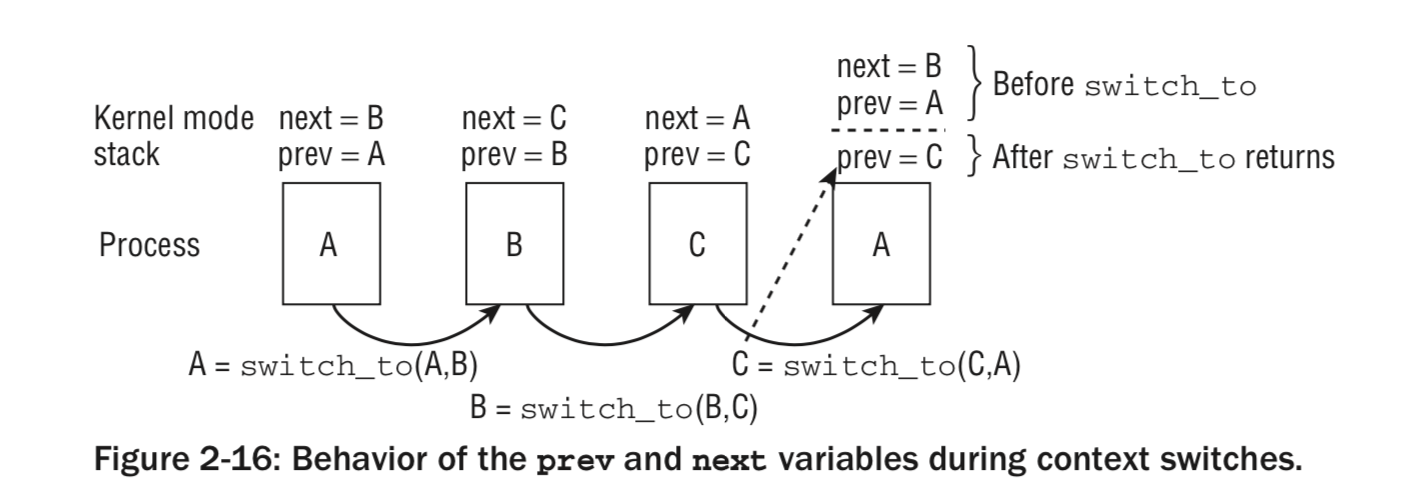 next = B
prev = A } Before switch_to
Kernel mode next = B next = C next = A
stack prev = A prev = B prev = C prev = C } After switch_to returns
Process A B C A
A = switch_to(A,B) C = switch_to(C,A)
B = switch_to(B,C)
Figure 2-16: Behavior of the prev and next variables during context switches.